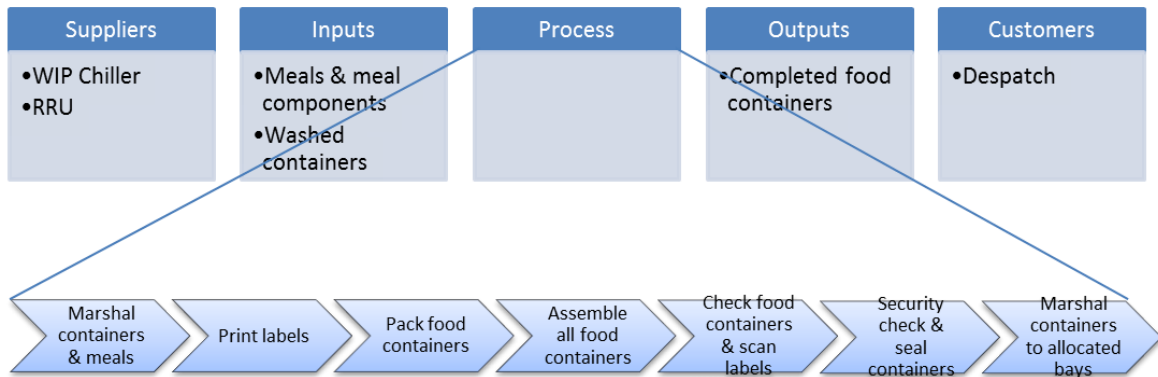 Suppliers
Inputs
Process
Outputs
Customers
•WIP Chiller
•RRU
•Meals & meal
components
•Washed
containers
•Completed food
containers
•Despatch
Marshal
containers
& meals
Print labels
Pack food
containers
Assemble
all food
containers
Check food
containers
& scan
labels
Security
check &
seal
containers
Marshal
containers
to allocated
bays